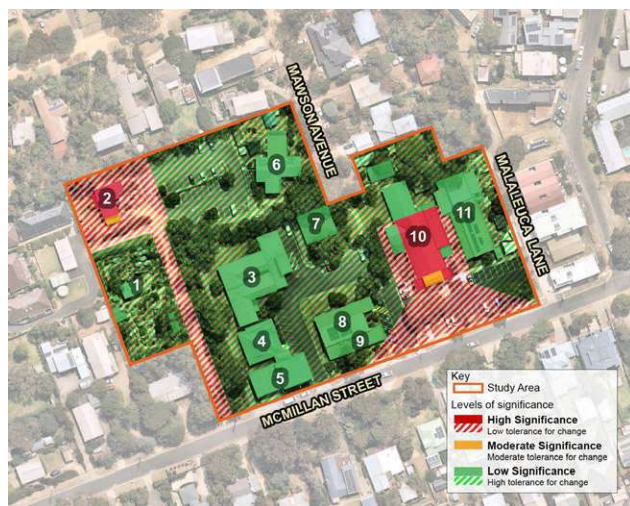 MAWSON AVENUE
MALALEUCA LANE
6
2
7
11
10
3
1
8
4
9
5
MCMILLAN STREET
Key
Study Area
Levels of significance
High Significance
Low tolerance for change
Moderate Significance
Moderate tolerance for change
Low Significance
High tolerance for change